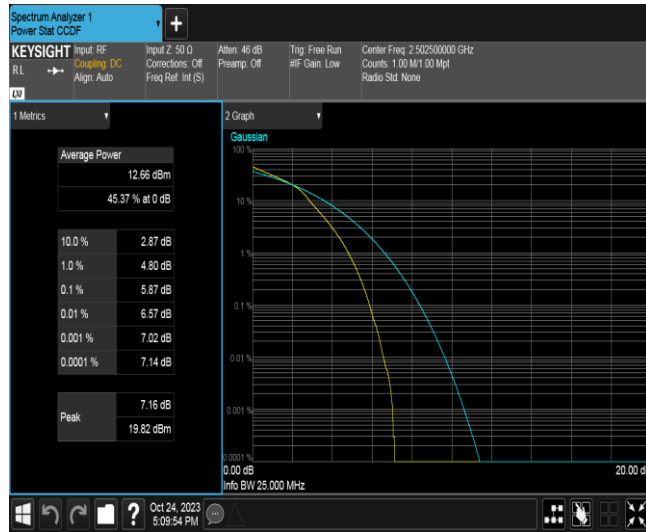 Spectrum Analyzer 1
Power Stat CCDF
+
KEYSIGHT Input: RF Input Z: 50 Ω Atten: 46 dB Trig: Free Run Center Freq: 2.502500000 GHz
RL Coupling: DC Corrections: Off Preamp: Off #IF Gain: Low Counts: 1.00 M/1.00 Mpt
Align: Auto Freq Ref: Int (S) Radio Std: None
LXI
1 Metrics
2 Graph
Average Power
12.66 dBm
45.37 % at 0 dB
10.0 % 2.87 dB
1.0 % 4.80 dB
0.1 % 5.87 dB
0.01 % 6.57 dB
0.001 % 7.02 dB
0.0001 % 7.14 dB
Peak 7.16 dB
19.82 dBm
Gaussian
100 %
10 %
1 %
0.1 %
0.01 %
0.001 %
0.0001 %
0.00 dB 20.00 d
Info BW 25.000 MHz
? Oct 24, 2023
5:09:54 PM